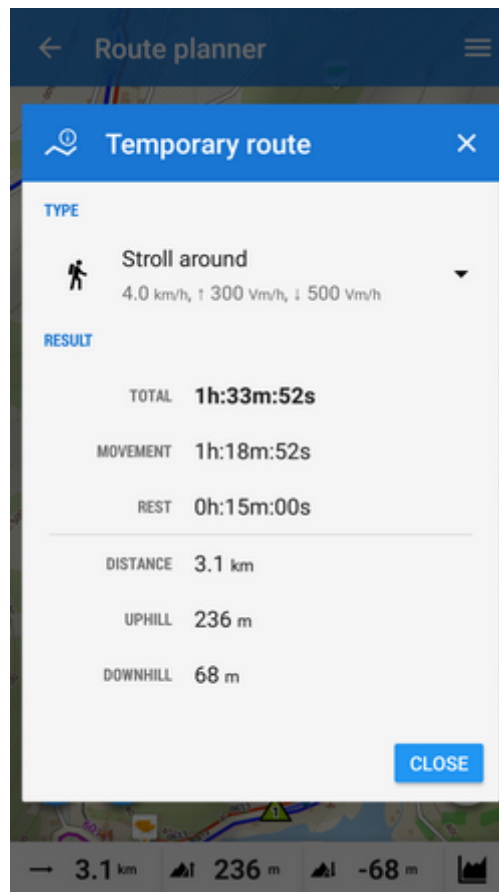 Route planner
Temporary route
TYPE
Stroll around
4.0 km/h, ↑ 300 Vm/h, ↓ 500 Vm/h
RESULT
TOTAL 1h:33m:52s
MOVEMENT 1h:18m:52s
REST 0h:15m:00s
DISTANCE 3.1 km
UPHILL 236 m
DOWNHILL 68 m
CLOSE
1
→ 3.1 km 236 m -68 m